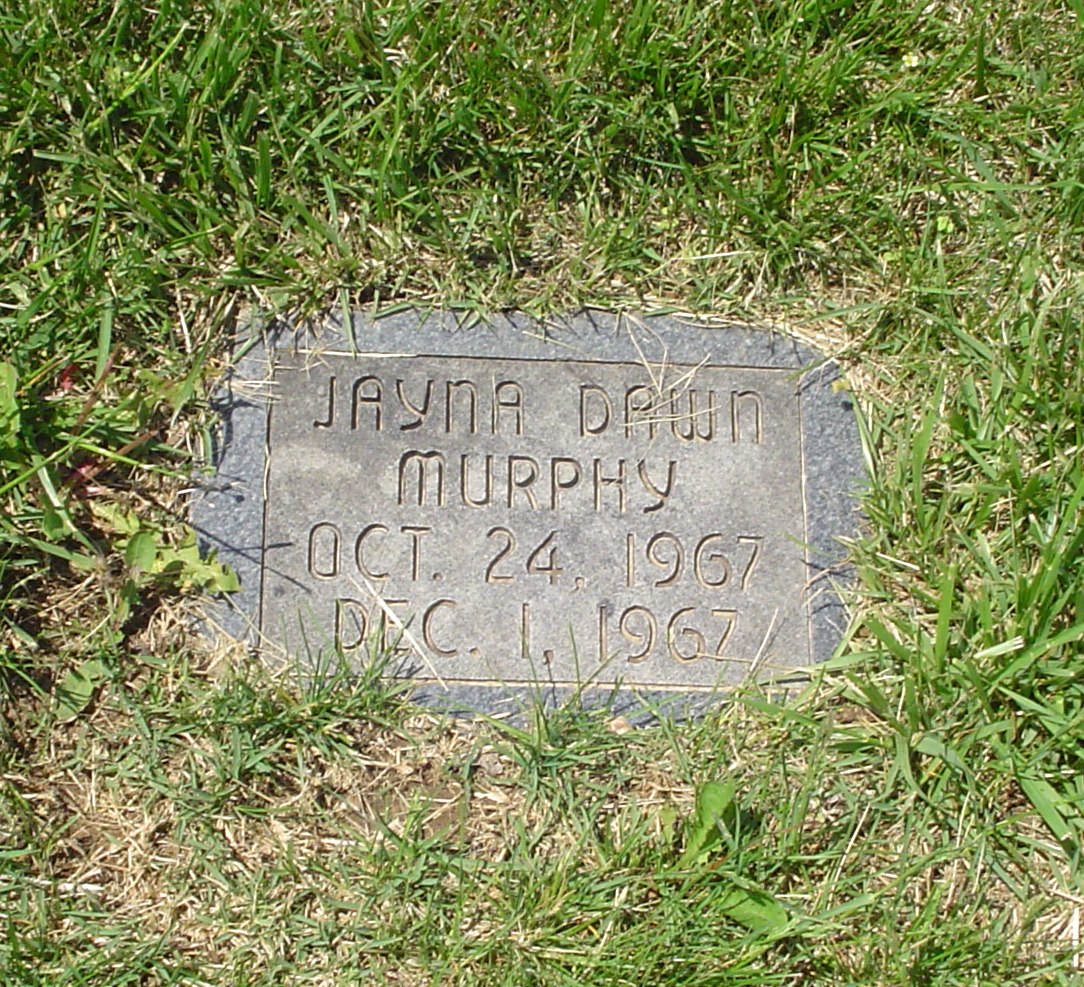 JAYNA DAWN
MURPHY
OCT. 24, 1967
DEC. 1, 1967